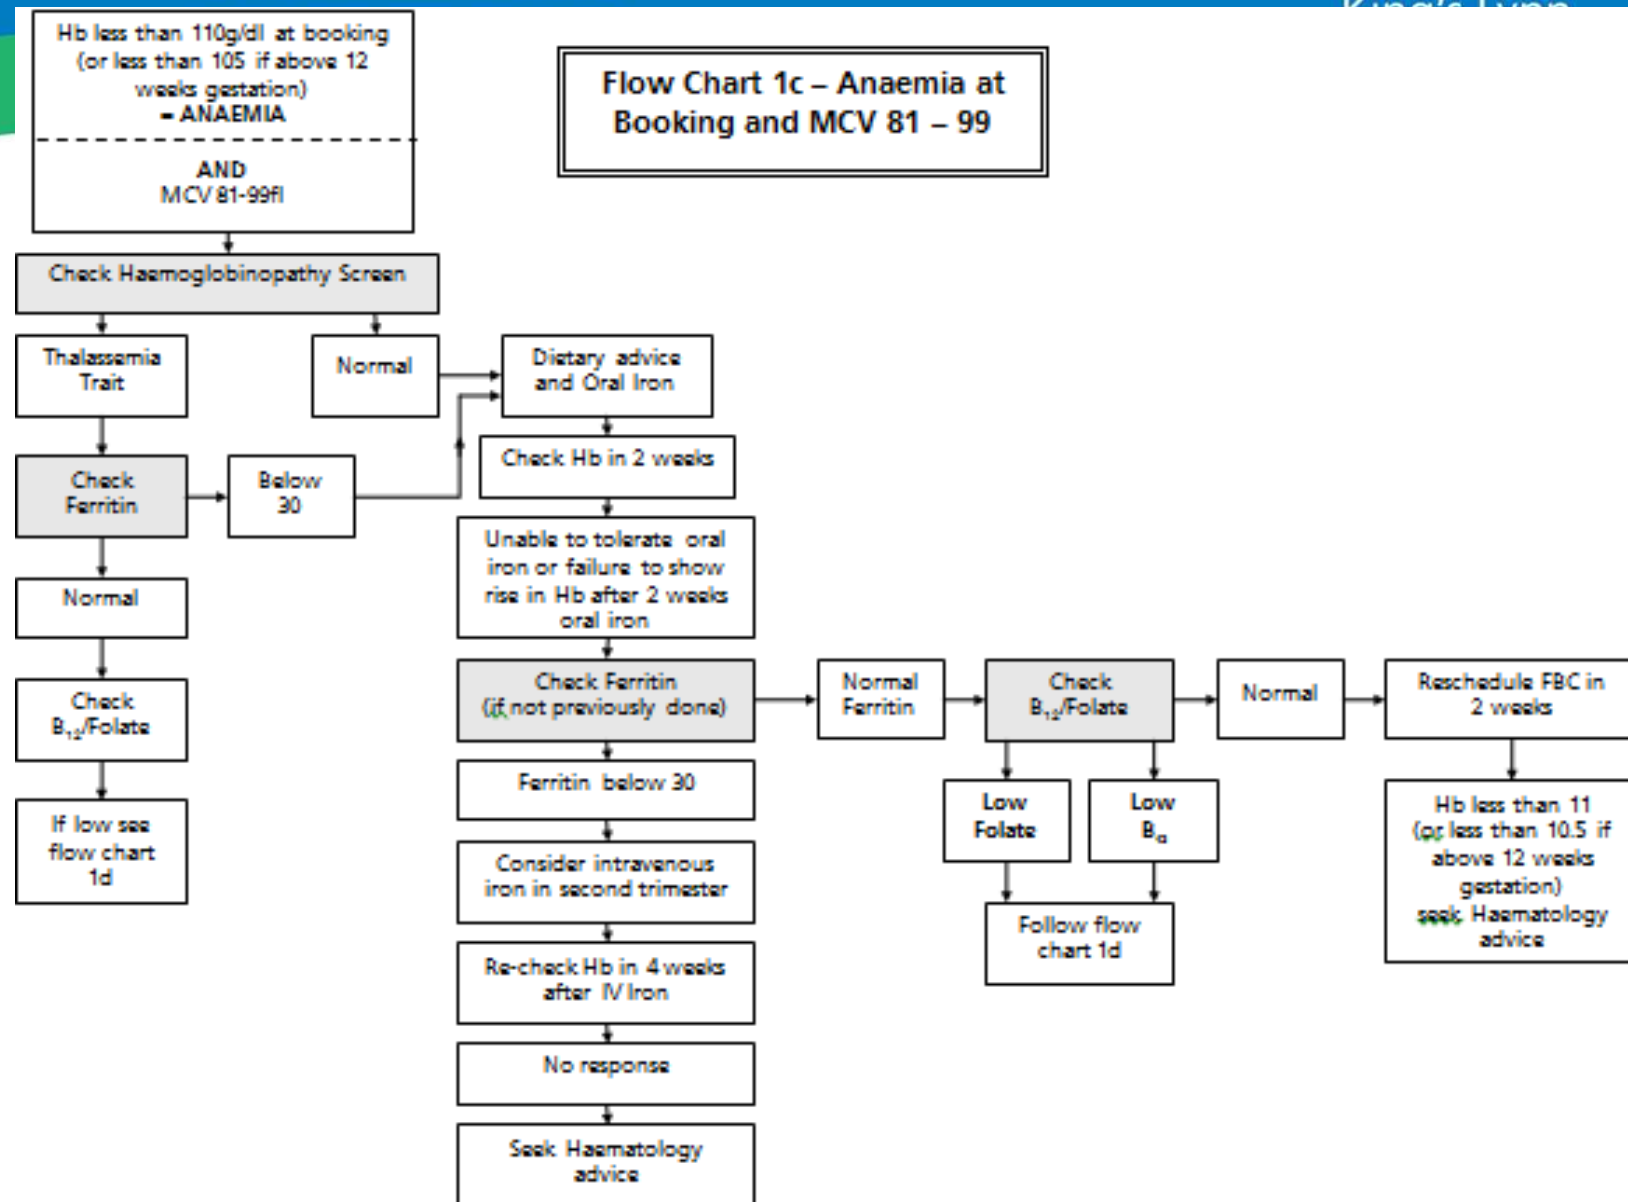 King's Lynn
Hb less than 110g/dl at booking
(or less than 105 if above 12
weeks gestation)
= ANAEMIA
AND
MCV 81-99fl
Flow Chart 1c – Anaemia at
Booking and MCV 81 – 99
Check Haemoglobinopathy Screen
Thalassemia
Trait
Normal
Dietary advice
and Oral Iron
Check Hb in 2 weeks
Check
Ferritin
Below
30
Unable to tolerate oral
iron or failure to show
rise in Hb after 2 weeks
oral iron
Normal
Check
B₁₂/Folate
If low see
flow chart
1d
Check Ferritin
(if not previously done)
Normal
Ferritin
Check
B₁₂/Folate
Normal
Reschedule FBC in
2 weeks
Ferritin below 30
Low
Folate
Low
Hb less than 11
(or less than 10.5 if
above 12 weeks
gestation)
seek Haematology
advice
Consider intravenous
iron in second trimester
Follow flow
chart 1d
Re-check Hb in 4 weeks
after IV Iron
No response
Seek Haematology
advice